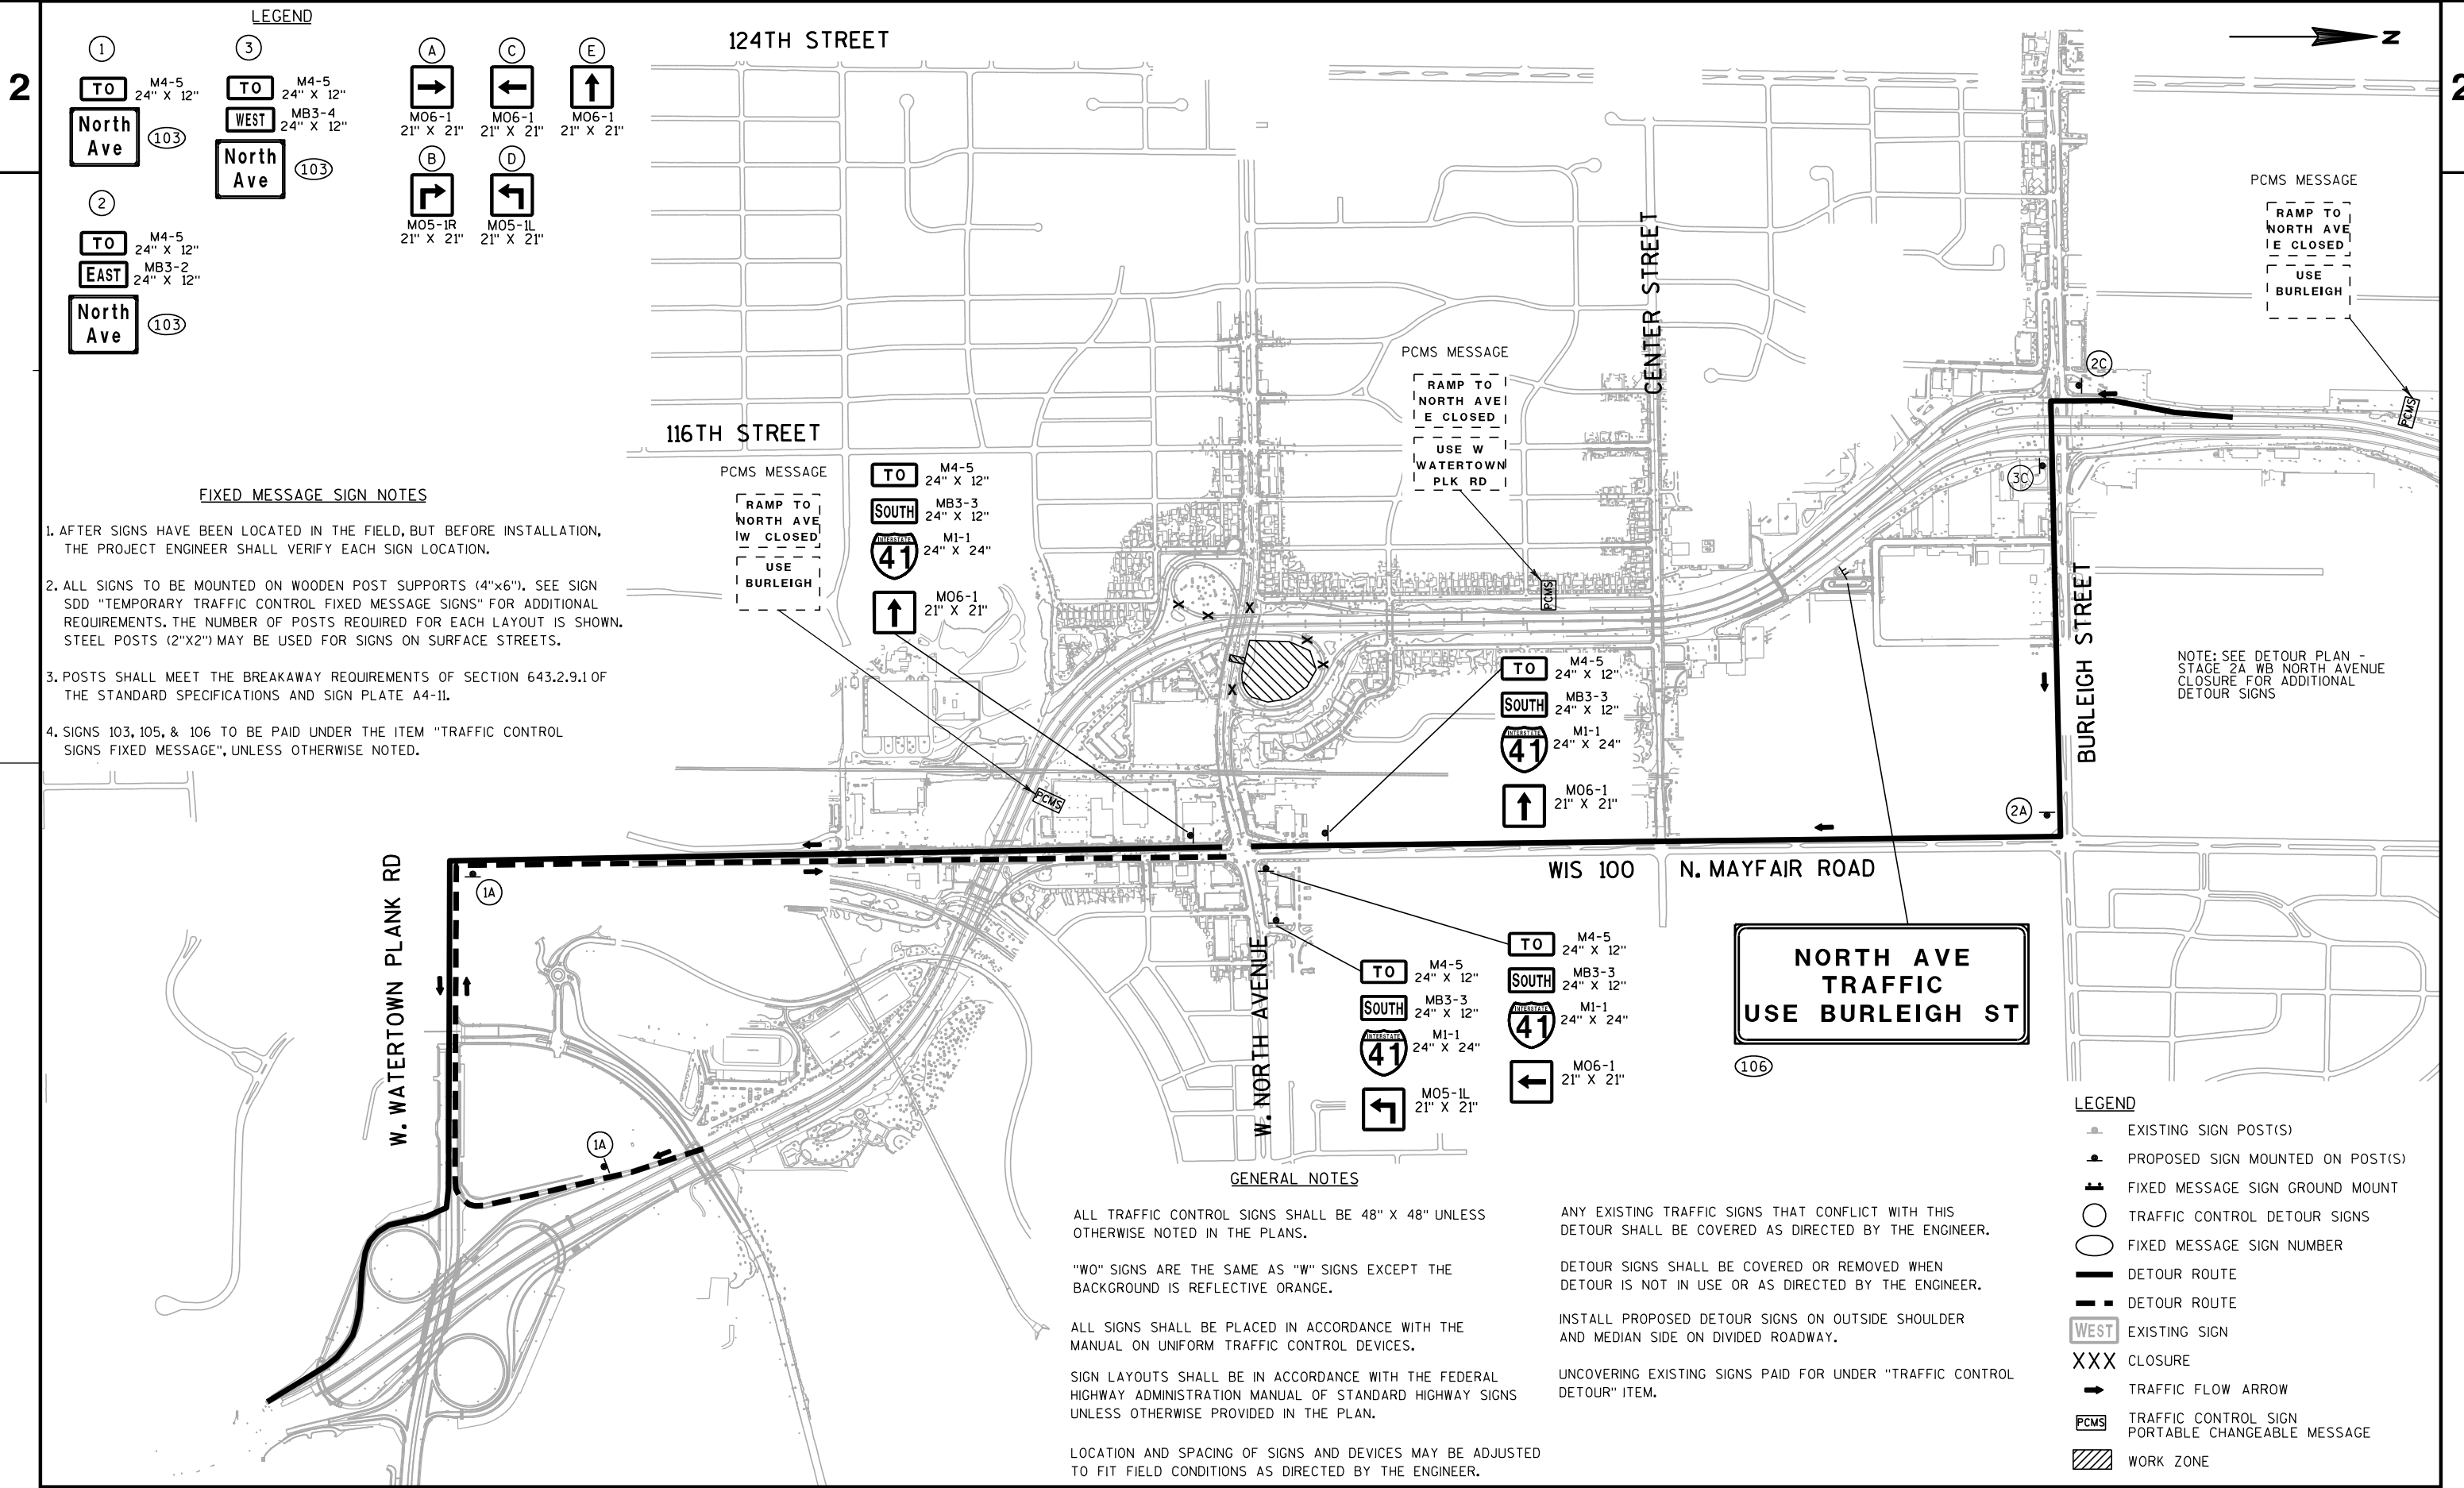 LEGEND
2
2
1
TO
M4-5
24" X 12"
North
Ave
103
3
TO
M4-5
24" X 12"
WEST
MB3-4
24" X 12"
North
Ave
103
2
TO
M4-5
24" X 12"
EAST
MB3-2
24" X 12"
North
Ave
103
A
MO6-1
21" X 21"
C
MO6-1
21" X 21"
E
MO6-1
21" X 21"
B
MO5-1R
21" X 21"
D
MO5-1L
21" X 21"
124TH STREET
N
116TH STREET
CENTER STREET
PCMS MESSAGE
RAMP TO
NORTH AVE
E CLOSED
USE
BURLEIGH
PCMS
PCMS MESSAGE
RAMP TO
NORTH AVE
E CLOSED
USE W
WATERTOWN
PLK RD
PCMS
2C
3C
FIXED MESSAGE SIGN NOTES
1. AFTER SIGNS HAVE BEEN LOCATED IN THE FIELD, BUT BEFORE INSTALLATION,
THE PROJECT ENGINEER SHALL VERIFY EACH SIGN LOCATION.
2. ALL SIGNS TO BE MOUNTED ON WOODEN POST SUPPORTS (4"x6"). SEE SIGN
SDD "TEMPORARY TRAFFIC CONTROL FIXED MESSAGE SIGNS" FOR ADDITIONAL
REQUIREMENTS. THE NUMBER OF POSTS REQUIRED FOR EACH LAYOUT IS SHOWN.
STEEL POSTS (2"X2") MAY BE USED FOR SIGNS ON SURFACE STREETS.
3. POSTS SHALL MEET THE BREAKAWAY REQUIREMENTS OF SECTION 643.2.9.1 OF
THE STANDARD SPECIFICATIONS AND SIGN PLATE A4-11.
4. SIGNS 103, 105, & 106 TO BE PAID UNDER THE ITEM "TRAFFIC CONTROL
SIGNS FIXED MESSAGE", UNLESS OTHERWISE NOTED.
PCMS MESSAGE
RAMP TO
NORTH AVE
W CLOSED
USE
BURLEIGH
PCMS
TO
M4-5
24" X 12"
SOUTH
MB3-3
24" X 12"
INTERSTATE
41
M1-1
24" X 24"
MO6-1
21" X 21"
X
X
X
X
X
X
TO
M4-5
24" X 12"
SOUTH
MB3-3
24" X 12"
INTERSTATE
41
M1-1
24" X 24"
MO6-1
21" X 21"
BURLEIGH STREET
NOTE: SEE DETOUR PLAN -
STAGE 2A WB NORTH AVENUE
CLOSURE FOR ADDITIONAL
DETOUR SIGNS
2A
WIS 100
N. MAYFAIR ROAD
1A
W. WATERTOWN PLANK RD
1A
W. NORTH AVENUE
TO
M4-5
24" X 12"
SOUTH
MB3-3
24" X 12"
INTERSTATE
41
M1-1
24" X 24"
MO5-1L
21" X 21"
TO
M4-5
24" X 12"
SOUTH
MB3-3
24" X 12"
INTERSTATE
41
M1-1
24" X 24"
MO6-1
21" X 21"
NORTH AVE
TRAFFIC
USE BURLEIGH ST
106
GENERAL NOTES
ALL TRAFFIC CONTROL SIGNS SHALL BE 48" X 48" UNLESS
OTHERWISE NOTED IN THE PLANS.
"WO" SIGNS ARE THE SAME AS "W" SIGNS EXCEPT THE
BACKGROUND IS REFLECTIVE ORANGE.
ALL SIGNS SHALL BE PLACED IN ACCORDANCE WITH THE
MANUAL ON UNIFORM TRAFFIC CONTROL DEVICES.
SIGN LAYOUTS SHALL BE IN ACCORDANCE WITH THE FEDERAL
HIGHWAY ADMINISTRATION MANUAL OF STANDARD HIGHWAY SIGNS
UNLESS OTHERWISE PROVIDED IN THE PLAN.
LOCATION AND SPACING OF SIGNS AND DEVICES MAY BE ADJUSTED
TO FIT FIELD CONDITIONS AS DIRECTED BY THE ENGINEER.
ANY EXISTING TRAFFIC SIGNS THAT CONFLICT WITH THIS
DETOUR SHALL BE COVERED AS DIRECTED BY THE ENGINEER.
DETOUR SIGNS SHALL BE COVERED OR REMOVED WHEN
DETOUR IS NOT IN USE OR AS DIRECTED BY THE ENGINEER.
INSTALL PROPOSED DETOUR SIGNS ON OUTSIDE SHOULDER
AND MEDIAN SIDE ON DIVIDED ROADWAY.
UNCOVERING EXISTING SIGNS PAID FOR UNDER "TRAFFIC CONTROL
DETOUR" ITEM.
LEGEND
EXISTING SIGN POST(S)
PROPOSED SIGN MOUNTED ON POST(S)
FIXED MESSAGE SIGN GROUND MOUNT
TRAFFIC CONTROL DETOUR SIGNS
FIXED MESSAGE SIGN NUMBER
DETOUR ROUTE
DETOUR ROUTE
WEST EXISTING SIGN
XXX CLOSURE
TRAFFIC FLOW ARROW
PCMS TRAFFIC CONTROL SIGN
PORTABLE CHANGEABLE MESSAGE
WORK ZONE